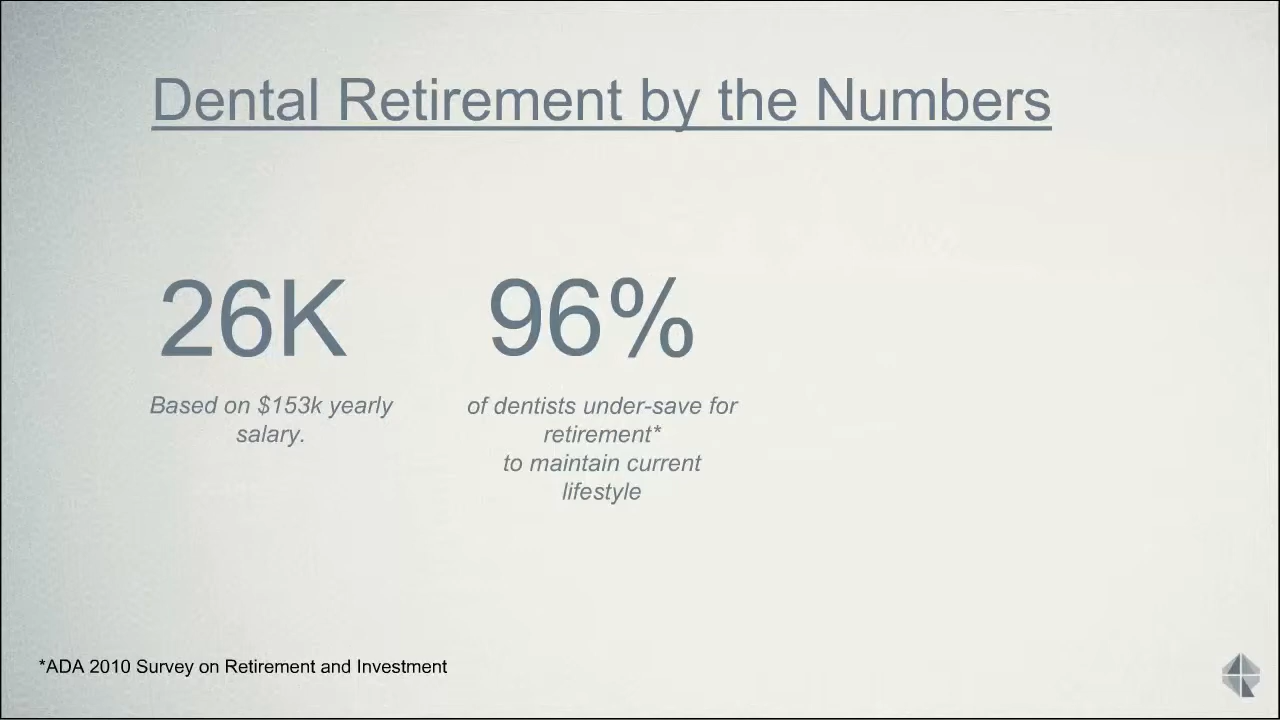 Dental Retirement by the Numbers
26K
Based on $153k yearly
salary.
96%
of dentists under-save for
retirement*
to maintain current
lifestyle
*ADA 2010 Survey on Retirement and Investment